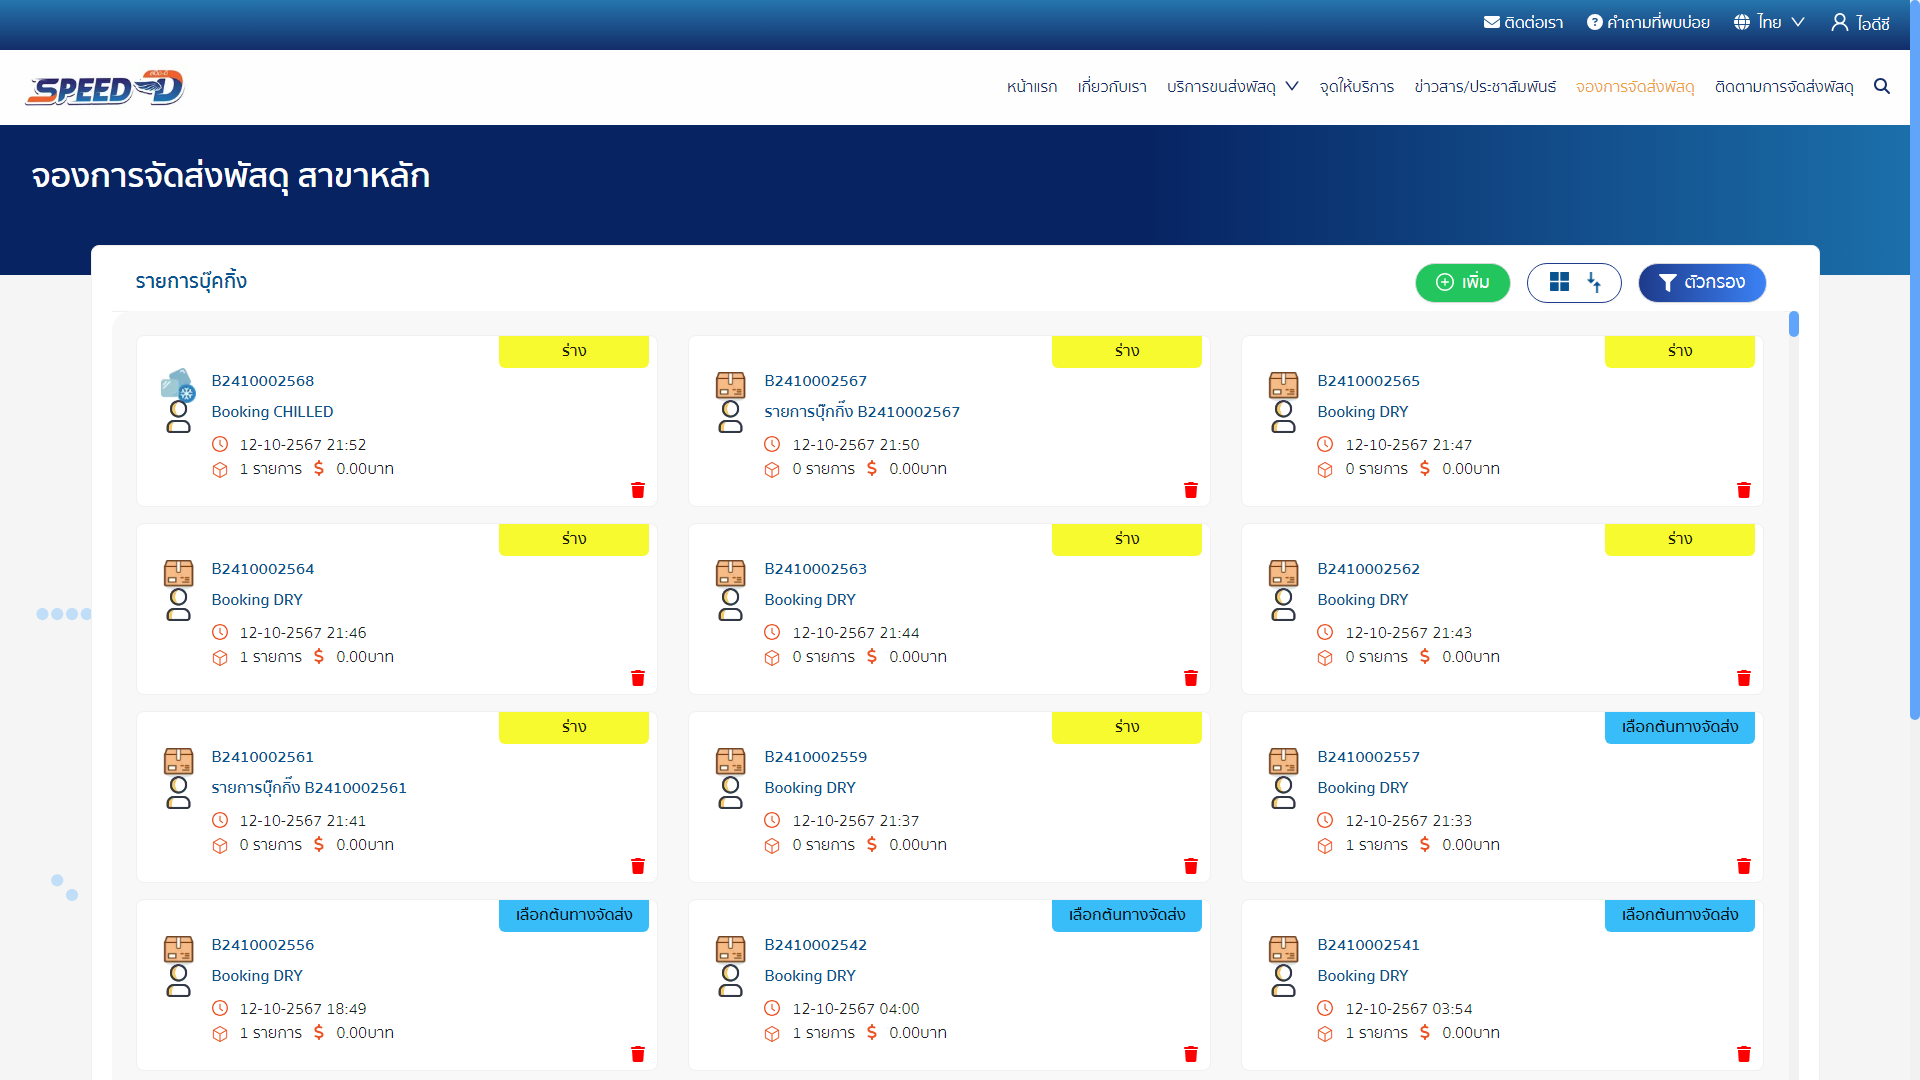 ติดต่อเรา คำถามที่พบบ่อย ไทย ไอดีซี
SPEED-D
หน้าแรก เกี่ยวกับเรา บริการขนส่งพัสดุ จุดให้บริการ ข่าวสาร/ประชาสัมพันธ์ จองการจัดส่งพัสดุ ติดตามการจัดส่งพัสดุ
จองการจัดส่งพัสดุ สาขาหลัก
รายการบุ๊คกิ้ง
เพิ่ม
ตัวกรอง
ร่าง
B2410002568
Booking CHILLED
12-10-2567 21:52
1 รายการ $ 0.00บาท
ร่าง
B2410002567
รายการบุ๊กกิ๊ง B2410002567
12-10-2567 21:50
0 รายการ $ 0.00บาท
ร่าง
B2410002565
Booking DRY
12-10-2567 21:47
0 รายการ $ 0.00บาท
ร่าง
B2410002564
Booking DRY
12-10-2567 21:46
1 รายการ $ 0.00บาท
ร่าง
B2410002563
Booking DRY
12-10-2567 21:44
0 รายการ $ 0.00บาท
ร่าง
B2410002562
Booking DRY
12-10-2567 21:43
0 รายการ $ 0.00บาท
ร่าง
B2410002561
รายการบุ๊กกิ๊ง B2410002561
12-10-2567 21:41
0 รายการ $ 0.00บาท
ร่าง
B2410002559
Booking DRY
12-10-2567 21:37
0 รายการ $ 0.00บาท
เลือกต้นทางจัดส่ง
B2410002557
Booking DRY
12-10-2567 21:33
1 รายการ $ 0.00บาท
เลือกต้นทางจัดส่ง
B2410002556
Booking DRY
12-10-2567 18:49
1 รายการ $ 0.00บาท
เลือกต้นทางจัดส่ง
B2410002542
Booking DRY
12-10-2567 04:00
1 รายการ $ 0.00บาท
เลือกต้นทางจัดส่ง
B2410002541
Booking DRY
12-10-2567 03:54
1 รายการ $ 0.00บาท